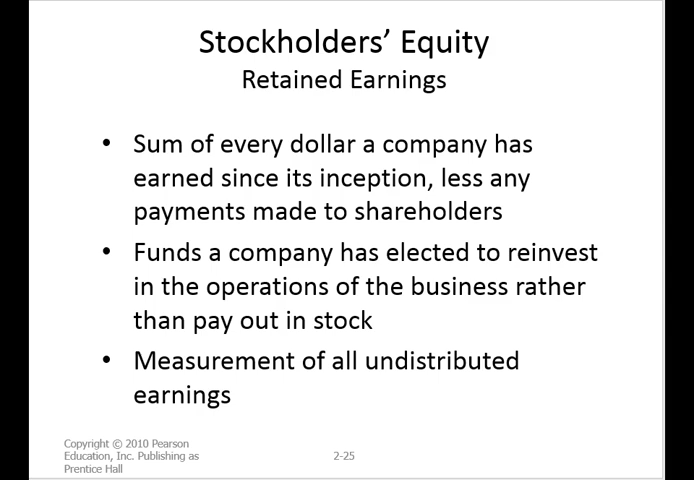 Stockholders’ Equity
Retained Earnings
• Sum of every dollar a company has
earned since its inception, less any
payments made to shareholders
• Funds a company has elected to reinvest
in the operations of the business rather
than pay out in stock
• Measurement of all undistributed
earnings
Copyright © 2010 Pearson
Education, Inc. Publishing as
Prentice Hall
2-25